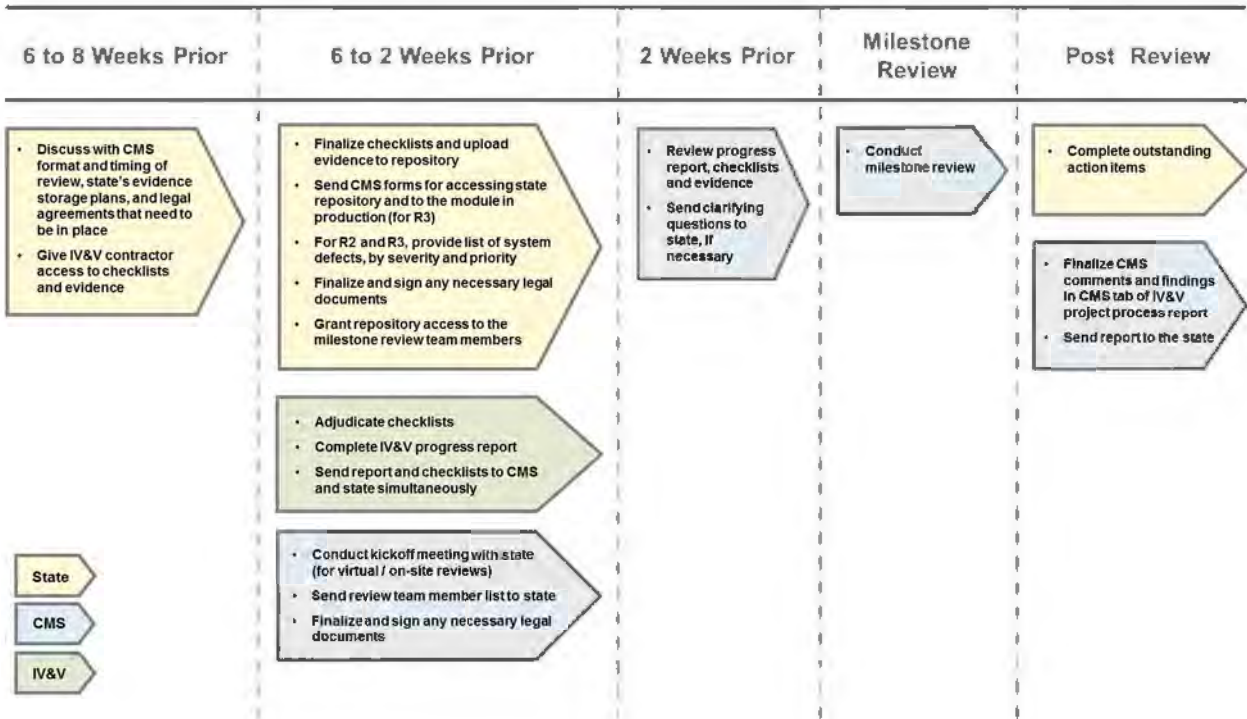 6 to 8 Weeks Prior
6 to 2 Weeks Prior
2 Weeks Prior
Milestone
Review
Post Review
• Discuss with CMS
format and timing of
review, state's evidence
storage plans, and legal
agreements that need to
be in place
• Give IV&V contractor
access to checklists
and evidence
• Finalize checklists and upload
evidence to repository
• Send CMS forms for accessing state
repository and to the module in
production (for R3)
• For R2 and R3, provide list of system
defects, by severity and priority
• Finalize and sign any necessary legal
documents
• Grant repository access to the
milestone review team members
• Adjudicate checklists
• Complete IV&V progress report
• Send report and checklists to CMS
and state simultaneously
• Conduct kickoff meeting with state
(for virtual / on-site reviews)
• Send review team member list to state
• Finalize and sign any necessary legal
documents
• Review progress
report, checklists
and evidence
• Send clarifying
questions to
state, if
necessary
• Conduct
milestone review
• Complete outstanding
action items
• Finalize CMS
comments and findings
in CMS tab of IV&V
project process report
• Send report to the state
State
CMS
IV&V